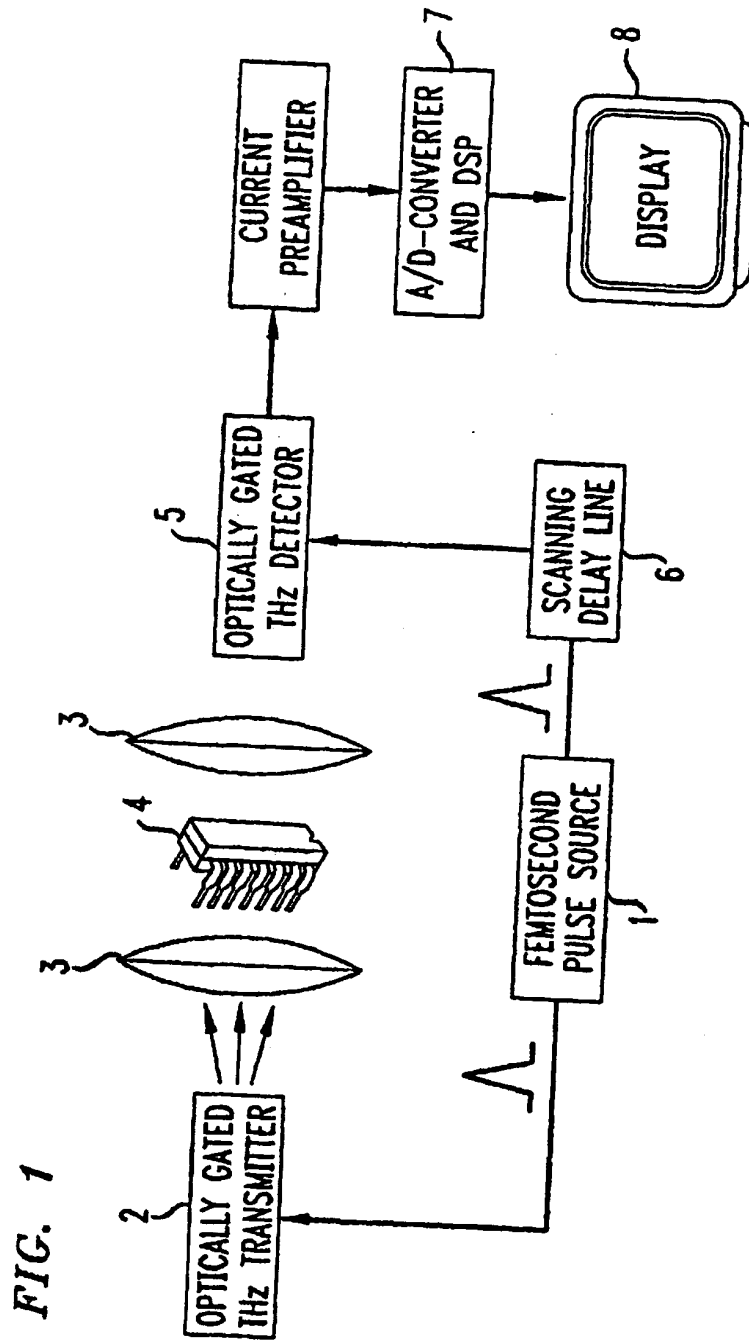 FIG. 1
2
OPTICALLY GATED
THz TRANSMITTER
3
4
3
5
OPTICALLY GATED
THz DETECTOR
CURRENT
PREAMPLIFIER
7
A/D-CONVERTER
AND DSP
8
DISPLAY
FEMTOSECOND
PULSE SOURCE
1
SCANNING
DELAY LINE
6